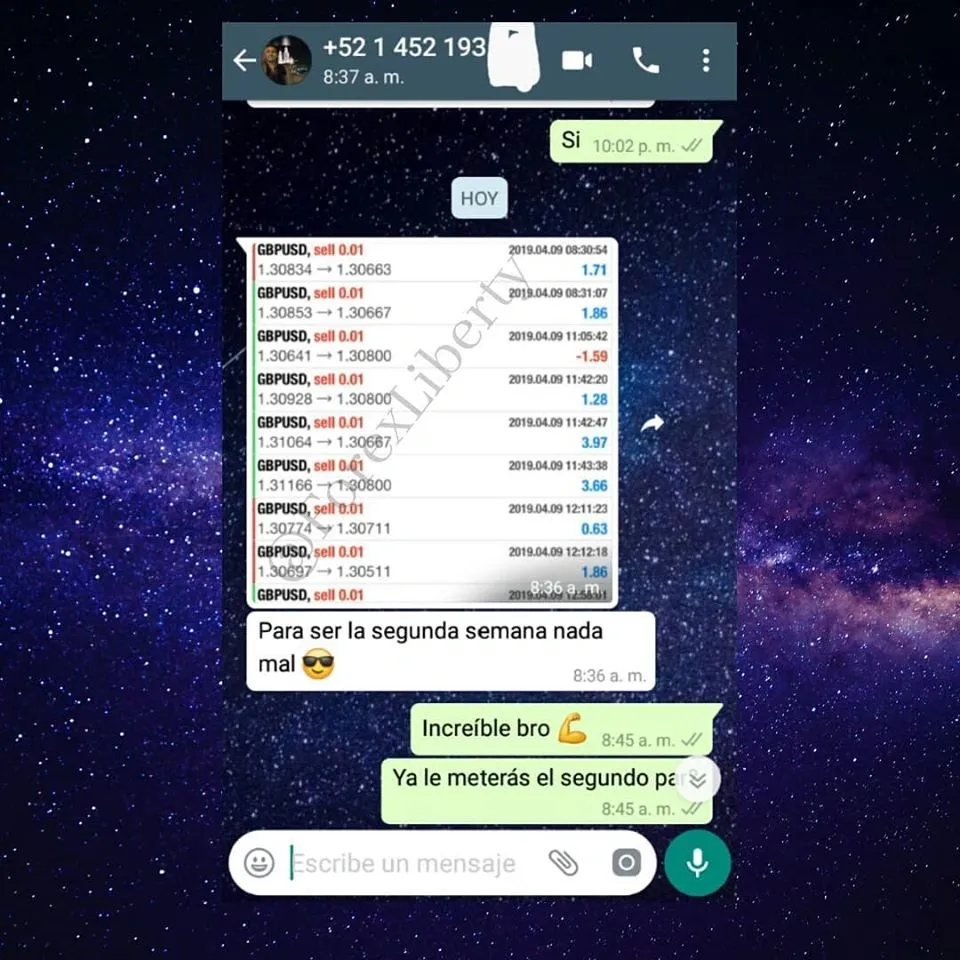 +52 1 452 193
8:37 a. m.
Si 10:02 p. m.
HOY
GBPUSD, sell 0.01 2019.04.09 08:30:54
1.30834 → 1.30663 1.71
GBPUSD, sell 0.01 2019.04.09 08:31:07
1.30853 → 1.30667 1.86
GBPUSD, sell 0.01 2019.04.09 11:05:42
1.30641 → 1.30800 -1.59
GBPUSD, sell 0.01 2019.04.09 11:42:20
1.30928 → 1.30800 1.28
GBPUSD, sell 0.01 2019.04.09 11:42:47
1.31064 → 1.30667 3.97
GBPUSD, sell 0.01 2019.04.09 11:43:38
1.31166 → 1.30800 3.66
GBPUSD, sell 0.01 2019.04.09 12:11:23
1.30774 → 1.30711 0.63
GBPUSD, sell 0.01 2019.04.09 12:12:18
1.30697 → 1.30511 1.86
8:36 a. m.
GBPUSD, sell 0.01 2019.04.09
@ForexLiberty
Para ser la segunda semana nada
mal 😎 8:36 a. m.
Increíble bro 💪 8:45 a. m.
Ya le meterás el segundo
8:45 a. m.
Escribe un mensaje